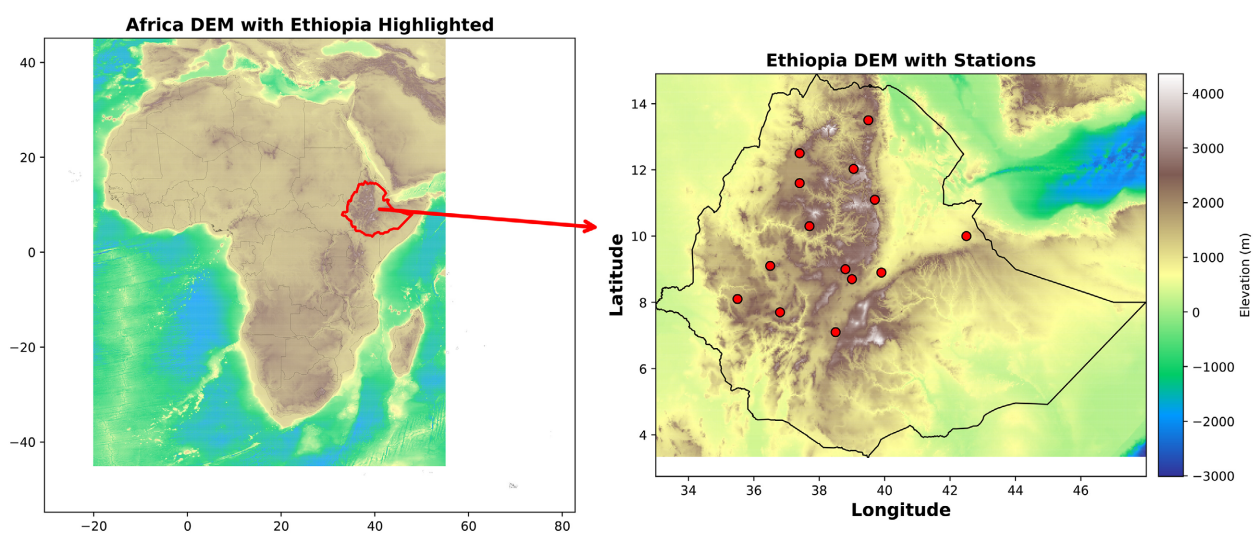 Africa DEM with Ethiopia Highlighted
40
20
0
−20
−40
−20 0 20 40 60 80
Ethiopia DEM with Stations
Latitude
14
12
10
8
6
4
34 36 38 40 42 44 46
Longitude
4000
3000
2000
1000
0
−1000
−2000
−3000
Elevation (m)